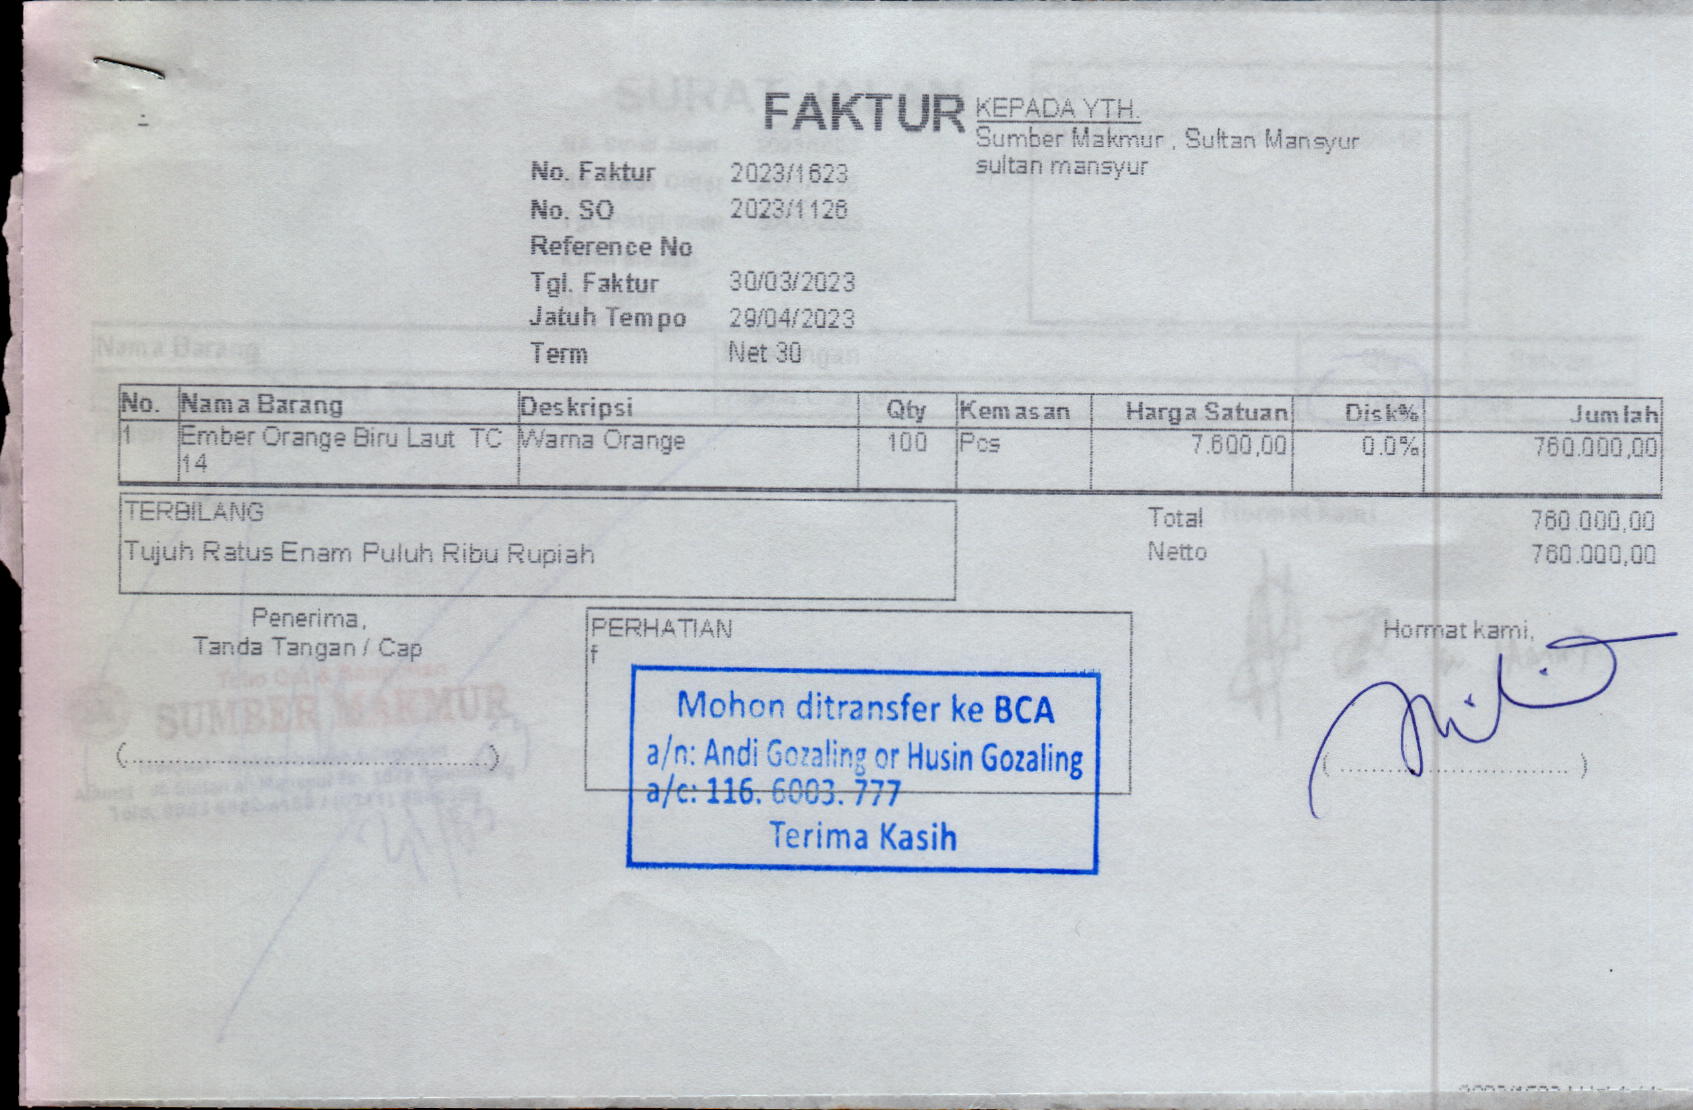 FAKTUR
KEPADA YTH.
Sumber Makmur , Sultan Mansyur
sultan mansyur
No. Faktur 2023/1623
No. SO 2023/1126
Reference No
Tgl. Faktur 30/03/2023
Jatuh Tempo 29/04/2023
Term Net 30
No. Nama Barang Deskripsi Qty Kemasan Harga Satuan Disk% Jumlah
1 Ember Orange Biru Laut TC Warna Orange 100 Pcs 7.600,00 0.0% 760.000,00
14
TERBILANG
Tujuh Ratus Enam Puluh Ribu Rupiah
Total 760.000,00
Netto 760.000,00
Penerima,
Tanda Tangan / Cap
PERHATIAN
f
Hormat kami,
Mohon ditransfer ke BCA
a/n: Andi Gozaling or Husin Gozaling
a/c: 116. 6003. 777
Terima Kasih
SURAT JALAN
Nama Barang
SUMBER MAKMUR